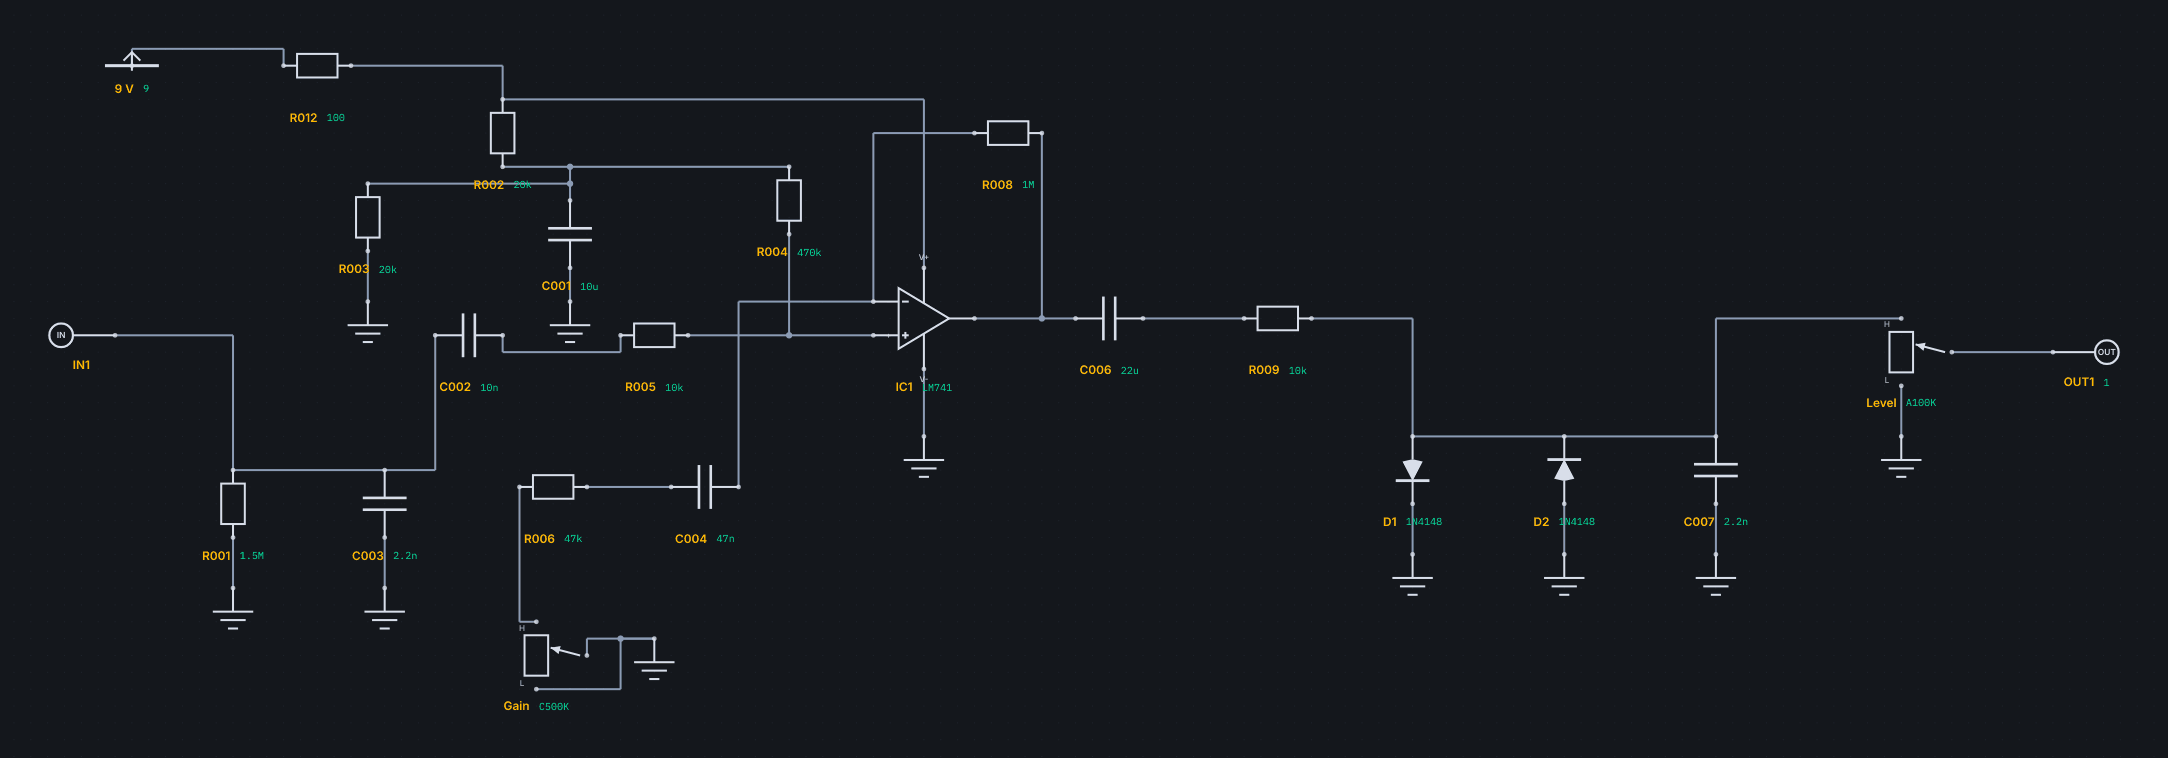 9 V 9
R012 100
R002 20k
R003 20k
R004 470k
R008 1M
C001 10u
V+
IN
IN1
C002 10n
R005 10k
V-
IC1 LM741
C006 22u
R009 10k
H
L
Level A100K
OUT
OUT1 1
R001 1.5M
C003 2.2n
R006 47k
C004 47n
D1 1N4148
D2 1N4148
C007 2.2n
H
L
Gain C500K